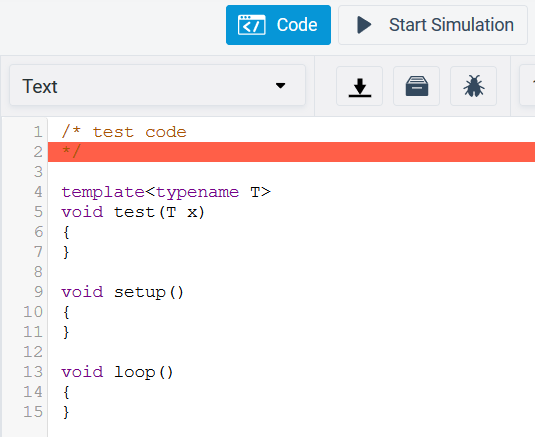 </> Code Start Simulation
Text
1 /* test code
2 */
3
4 template<typename T>
5 void test(T x)
6 {
7 }
8
9 void setup()
10 {
11 }
12
13 void loop()
14 {
15 }